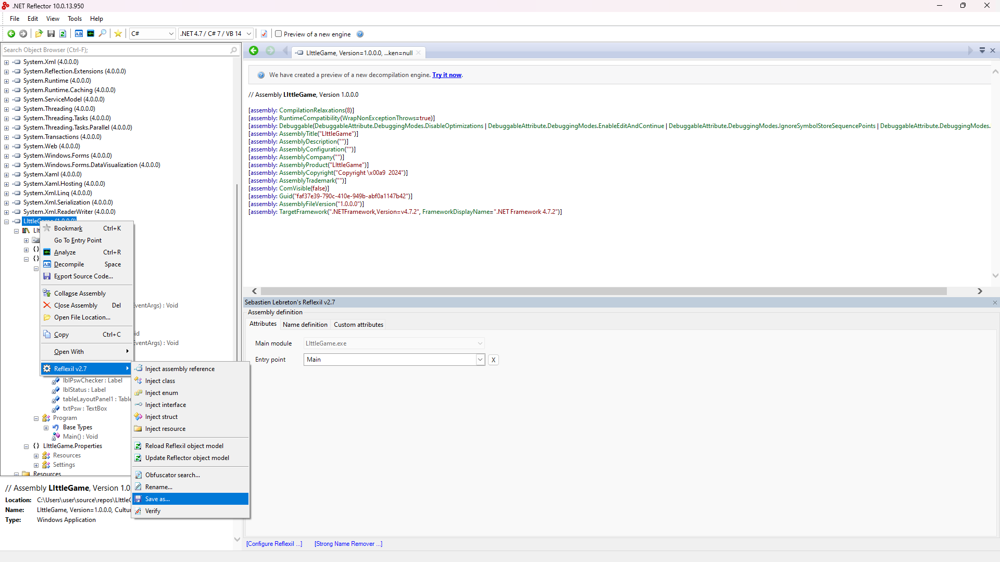 .NET Reflector 10.0.13.950
File Edit View Tools Help
C# .NET 4.7 / C# 7 / VB 14 Preview of a new engine
Search Object Browser (Ctrl-F);
System.Xml (4.0.0.0)
System.Reflection.Extensions (4.0.0.0)
System.Runtime (4.0.0.0)
System.Runtime.Caching (4.0.0.0)
System.ServiceModel (4.0.0.0)
System.Threading (4.0.0.0)
System.Threading.Tasks (4.0.0.0)
System.Threading.Tasks.Parallel (4.0.0.0)
System.Transactions (4.0.0.0)
System.Web (4.0.0.0)
System.Windows.Forms (4.0.0.0)
System.Windows.Forms.DataVisualization (4.0.0.0)
System.Xaml (4.0.0.0)
System.Xaml.Hosting (4.0.0.0)
System.Xml.Linq (4.0.0.0)
System.Xml.Serialization (4.0.0.0)
System.Xml.ReaderWriter (4.0.0.0)
LIttleGame (1.0.0.0)
LIt
{}
{}
Bookmark Ctrl+K
Go To Entry Point
Analyze Ctrl+R
Decompile Space
Export Source Code...
Collapse Assembly
Close Assembly Del
Open File Location...
Copy Ctrl+C
Open With
Reflexil v2.7
EventArgs) : Void
id
EventArgs) : Void
lblPswChecker : Label
lblStatus : Label
tableLayoutPanel1 : Table
txtPsw : TextBox
Program
Base Types
Main() : Void
{} LIttleGame.Properties
Resources
Settings
Resources
Inject assembly reference
Inject class
Inject enum
Inject interface
Inject struct
Inject resource
Reload Reflexil object model
Update Reflector object model
Obfuscator search...
Rename...
Save as...
Verify
// Assembly LIttleGame, Version 1.0
Location: C:\Users\user\source\repos\LIttleG
Name: LIttleGame, Version=1.0.0.0, Cultu
Type: Windows Application
LIttleGame, Version=1.0.0.0, ...ken=null
We have created a preview of a new decompilation engine. Try it now.
// Assembly LIttleGame, Version 1.0.0.0
[assembly: CompilationRelaxations(8)]
[assembly: RuntimeCompatibility(WrapNonExceptionThrows=true)]
[assembly: Debuggable(DebuggableAttribute.DebuggingModes.DisableOptimizations | DebuggableAttribute.DebuggingModes.EnableEditAndContinue | DebuggableAttribute.DebuggingModes.IgnoreSymbolStoreSequencePoints | DebuggableAttribute.DebuggingModes.
[assembly: AssemblyTitle("LIttleGame")]
[assembly: AssemblyDescription("")]
[assembly: AssemblyConfiguration("")]
[assembly: AssemblyCompany("")]
[assembly: AssemblyProduct("LIttleGame")]
[assembly: AssemblyCopyright("Copyright \x00a9  2024")]
[assembly: AssemblyTrademark("")]
[assembly: ComVisible(false)]
[assembly: Guid("faf37e39-790c-410e-949b-abf0a1147b42")]
[assembly: AssemblyFileVersion("1.0.0.0")]
[assembly: TargetFramework(".NETFramework,Version=v4.7.2", FrameworkDisplayName=".NET Framework 4.7.2")]
Sebastien Lebreton's Reflexil v2.7
Assembly definition
Attributes Name definition Custom attributes
Main module LIttleGame.exe
Entry point Main X
[Configure Reflexil ...] [Strong Name Remover ...]